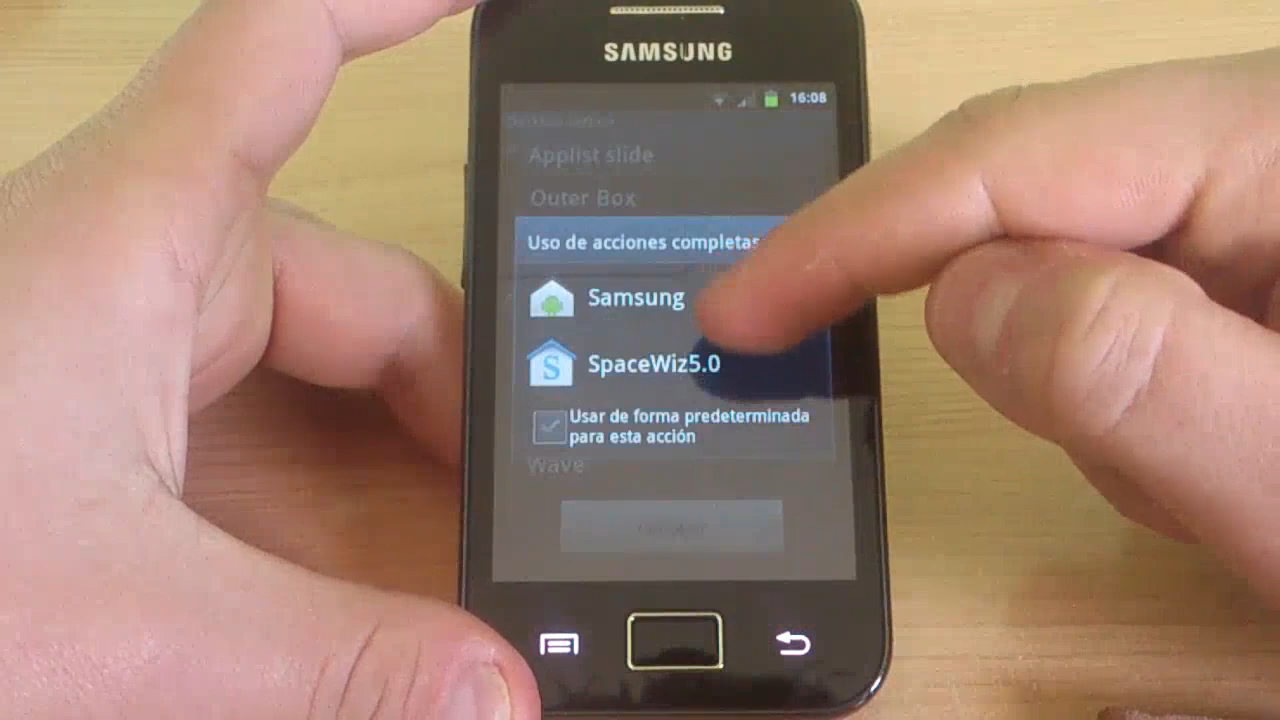 SAMSUNG
16:08
Applist slide
Outer Box
Uso de acciones completas
Samsung
SpaceWiz5.0
Usar de forma predeterminada
para esta acción
Wave